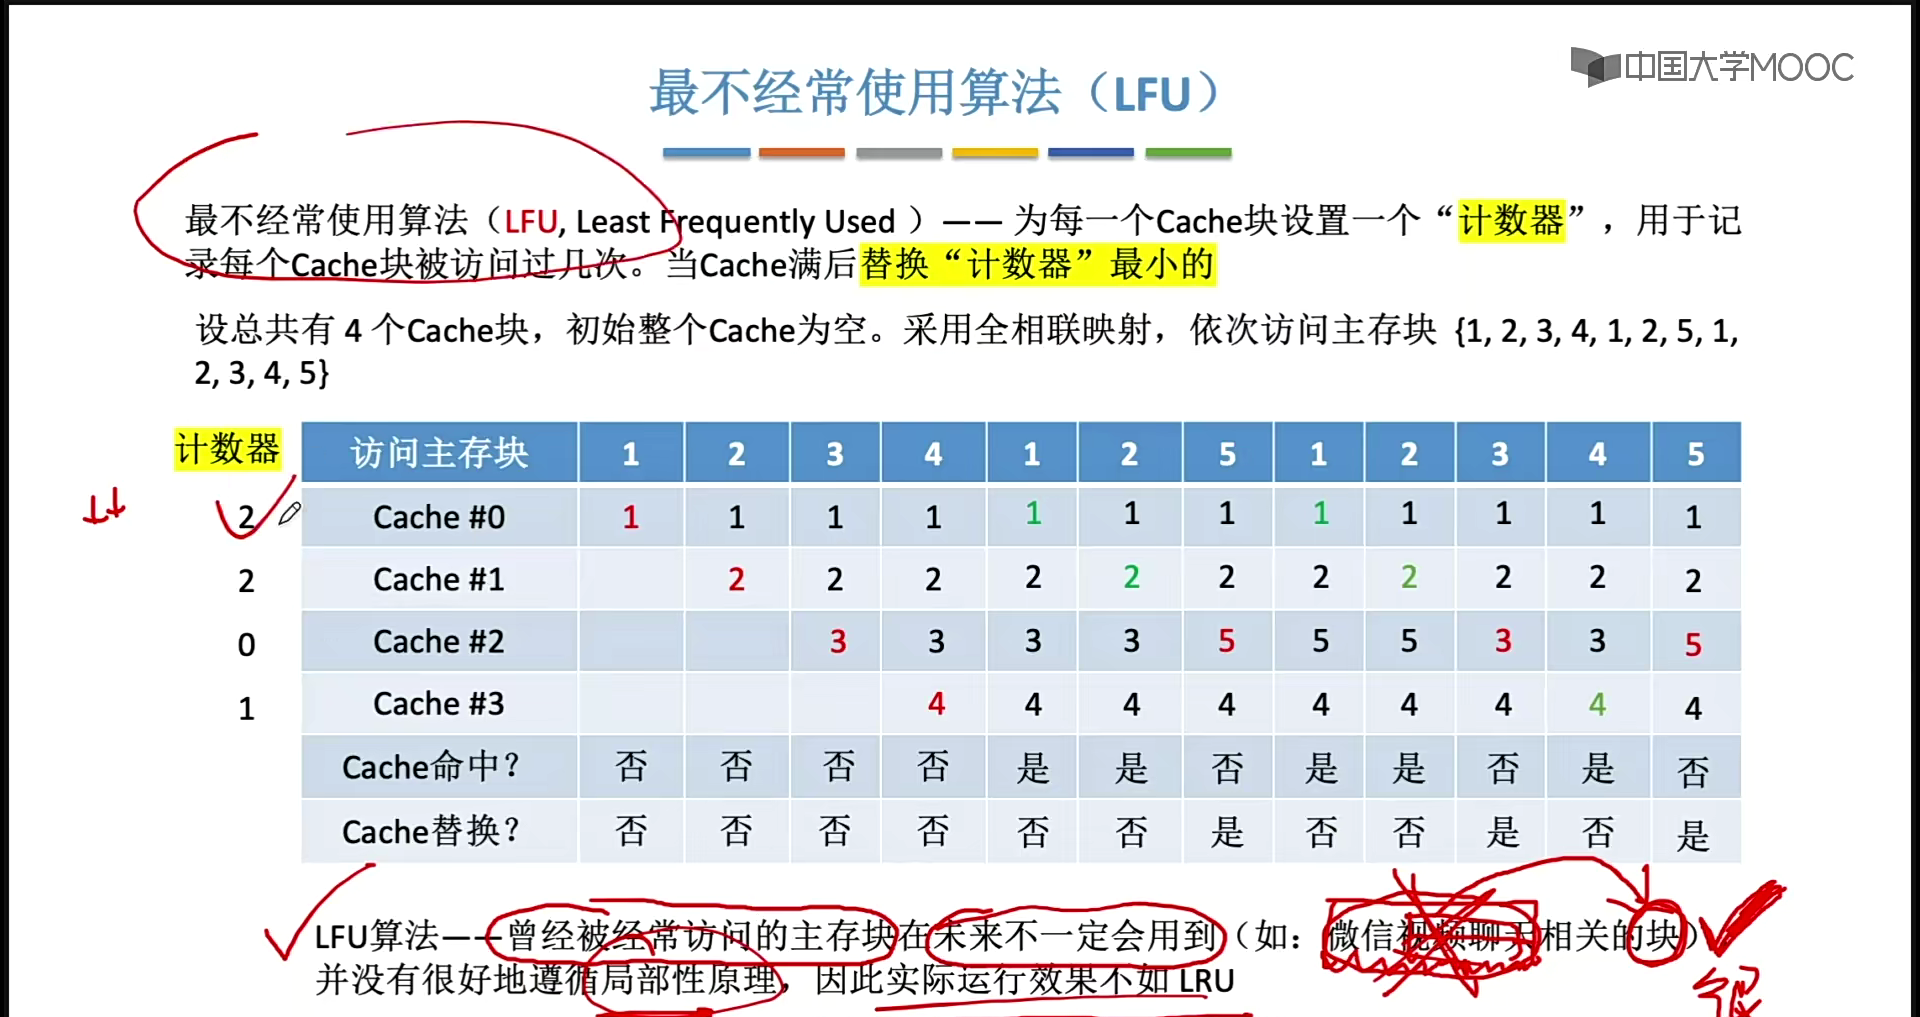 中国大学MOOC
最不经常使用算法（LFU）
最不经常使用算法（LFU, Least Frequently Used ）—— 为每一个Cache块设置一个“计数器”，用于记
录每个Cache块被访问过几次。当Cache满后替换“计数器”最小的
设总共有 4 个Cache块，初始整个Cache为空。采用全相联映射，依次访问主存块 {1, 2, 3, 4, 1, 2, 5, 1,
2, 3, 4, 5}
计数器 访问主存块 1 2 3 4 1 2 5 1 2 3 4 5
2 Cache #0 1 1 1 1 1 1 1 1 1 1 1 1
2 Cache #1 2 2 2 2 2 2 2 2 2 2 2
0 Cache #2 3 3 3 3 5 5 5 3 3 5
1 Cache #3 4 4 4 4 4 4 4 4 4
Cache命中？ 否 否 否 否 是 是 否 是 是 否 是 否
Cache替换？ 否 否 否 否 否 否 是 否 否 是 否 是
LFU算法——曾经被经常访问的主存块在未来不一定会用到（如：微信视频聊天相关的块）
并没有很好地遵循局部性原理，因此实际运行效果不如 LRU